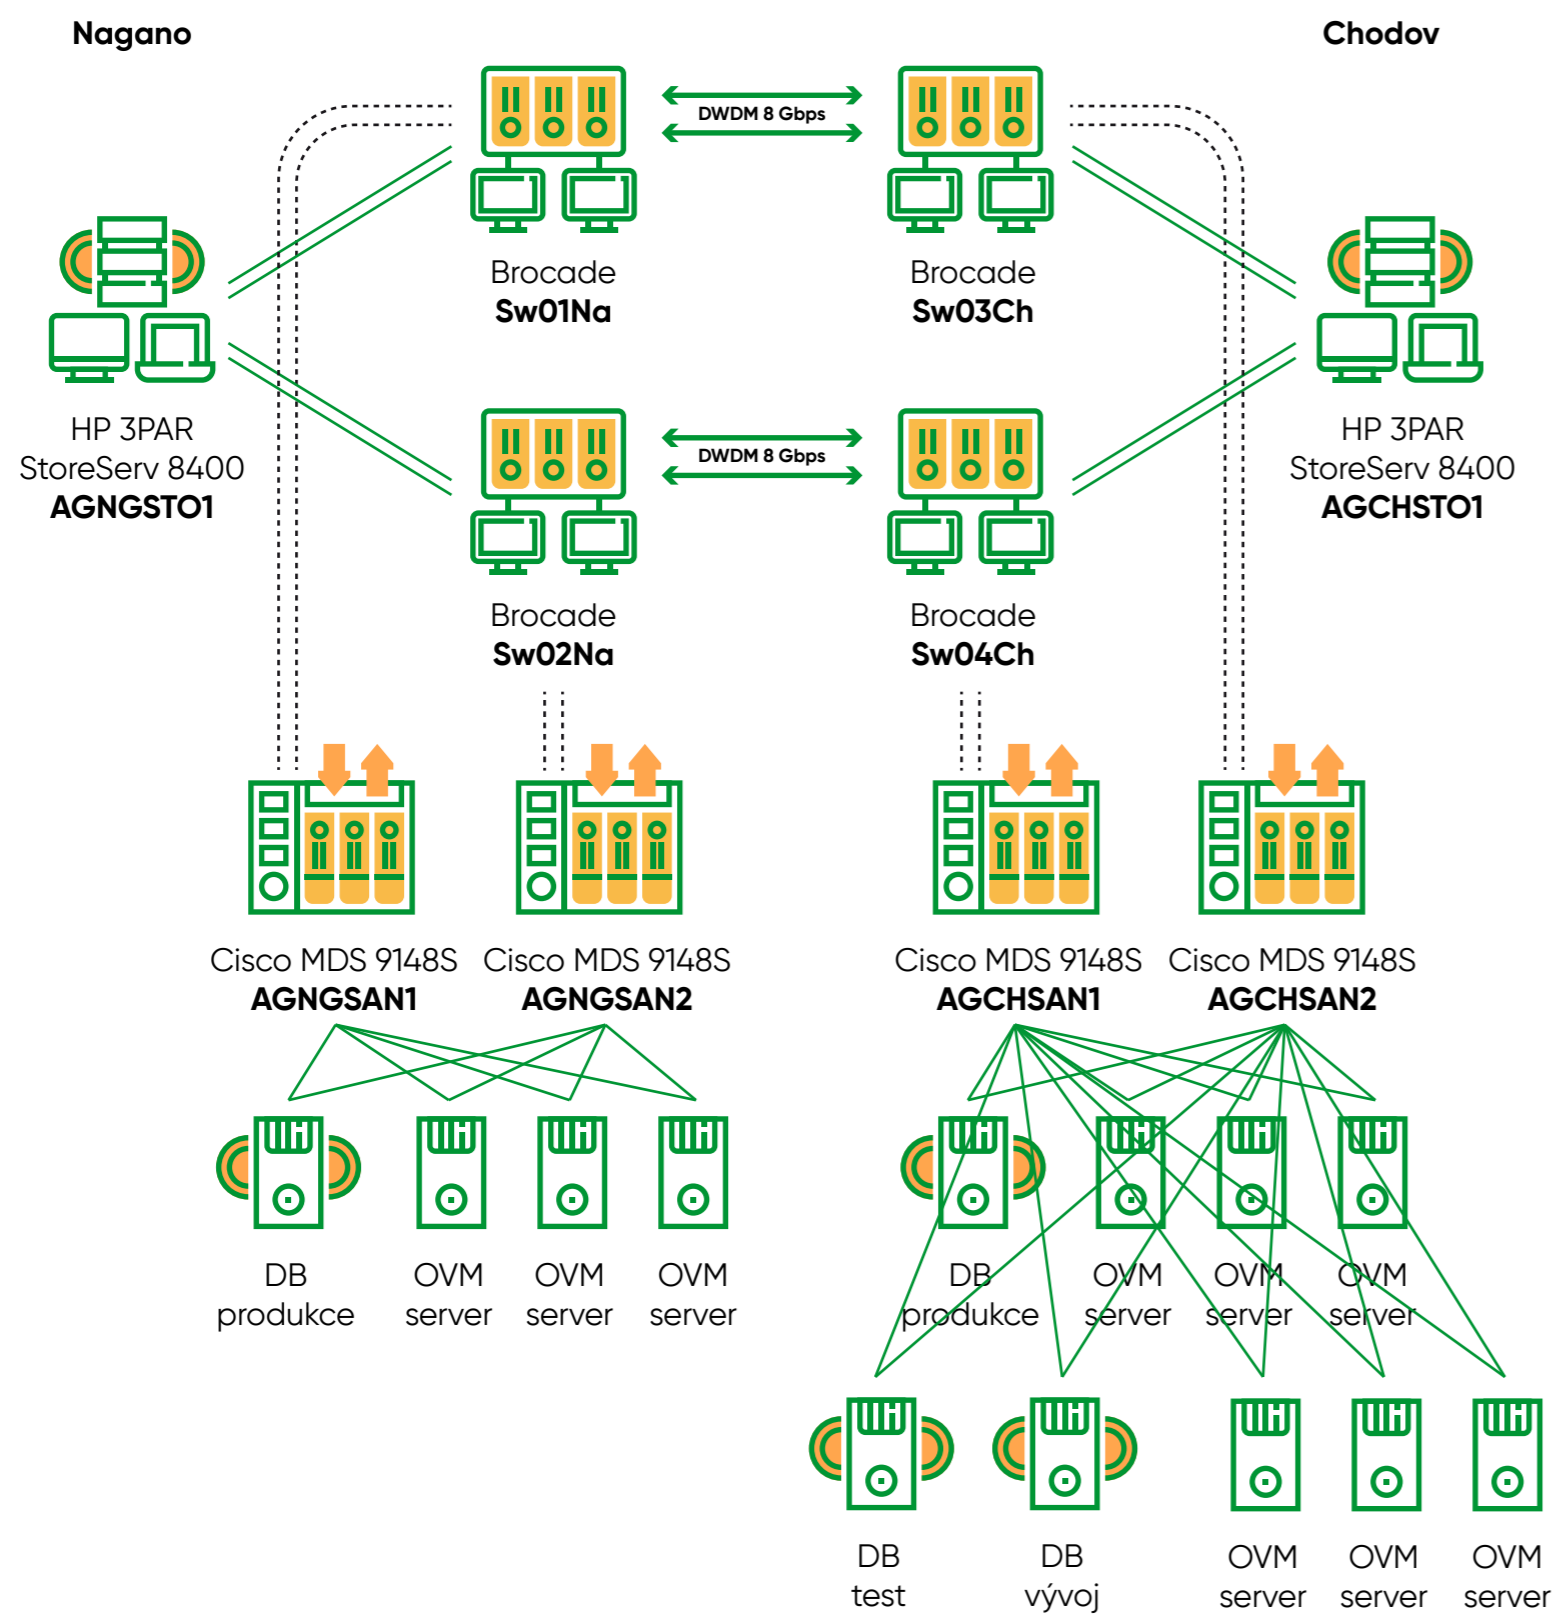 Nagano
Chodov
DWDM 8 Gbps
Brocade
Sw01Na
Brocade
Sw03Ch
HP 3PAR
StoreServ 8400
AGNGSTO1
HP 3PAR
StoreServ 8400
AGCHSTO1
DWDM 8 Gbps
Brocade
Sw02Na
Brocade
Sw04Ch
Cisco MDS 9148S
AGNGSAN1
Cisco MDS 9148S
AGNGSAN2
Cisco MDS 9148S
AGCHSAN1
Cisco MDS 9148S
AGCHSAN2
DB
produkce
OVM
server
OVM
server
OVM
server
DB
produkce
OVM
server
OVM
server
OVM
server
DB
test
DB
vývoj
OVM
server
OVM
server
OVM
server